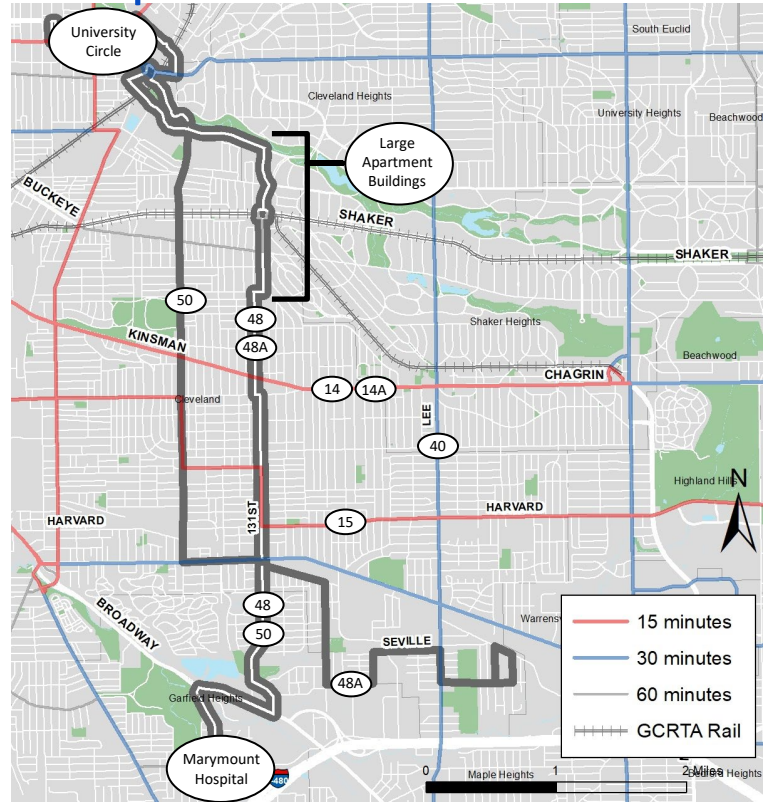 University
Circle
South Euclid
Cleveland Heights
University Heights
Beachwood
Large
Apartment
Buildings
BUCKEYE
SHAKER
SHAKER
50
48
Shaker Heights
KINSMAN
48A
Beachwood
CHAGRIN
14
14A
Cleveland
LEE
40
Highland Hills
N
131ST
HARVARD
HARVARD
15
BROADWAY
48
50
SEVILLE
48A
Garfield Heights
15 minutes
30 minutes
60 minutes
GCRTA Rail
Marymount
Hospital
480
0
Maple Heights
2 Miles